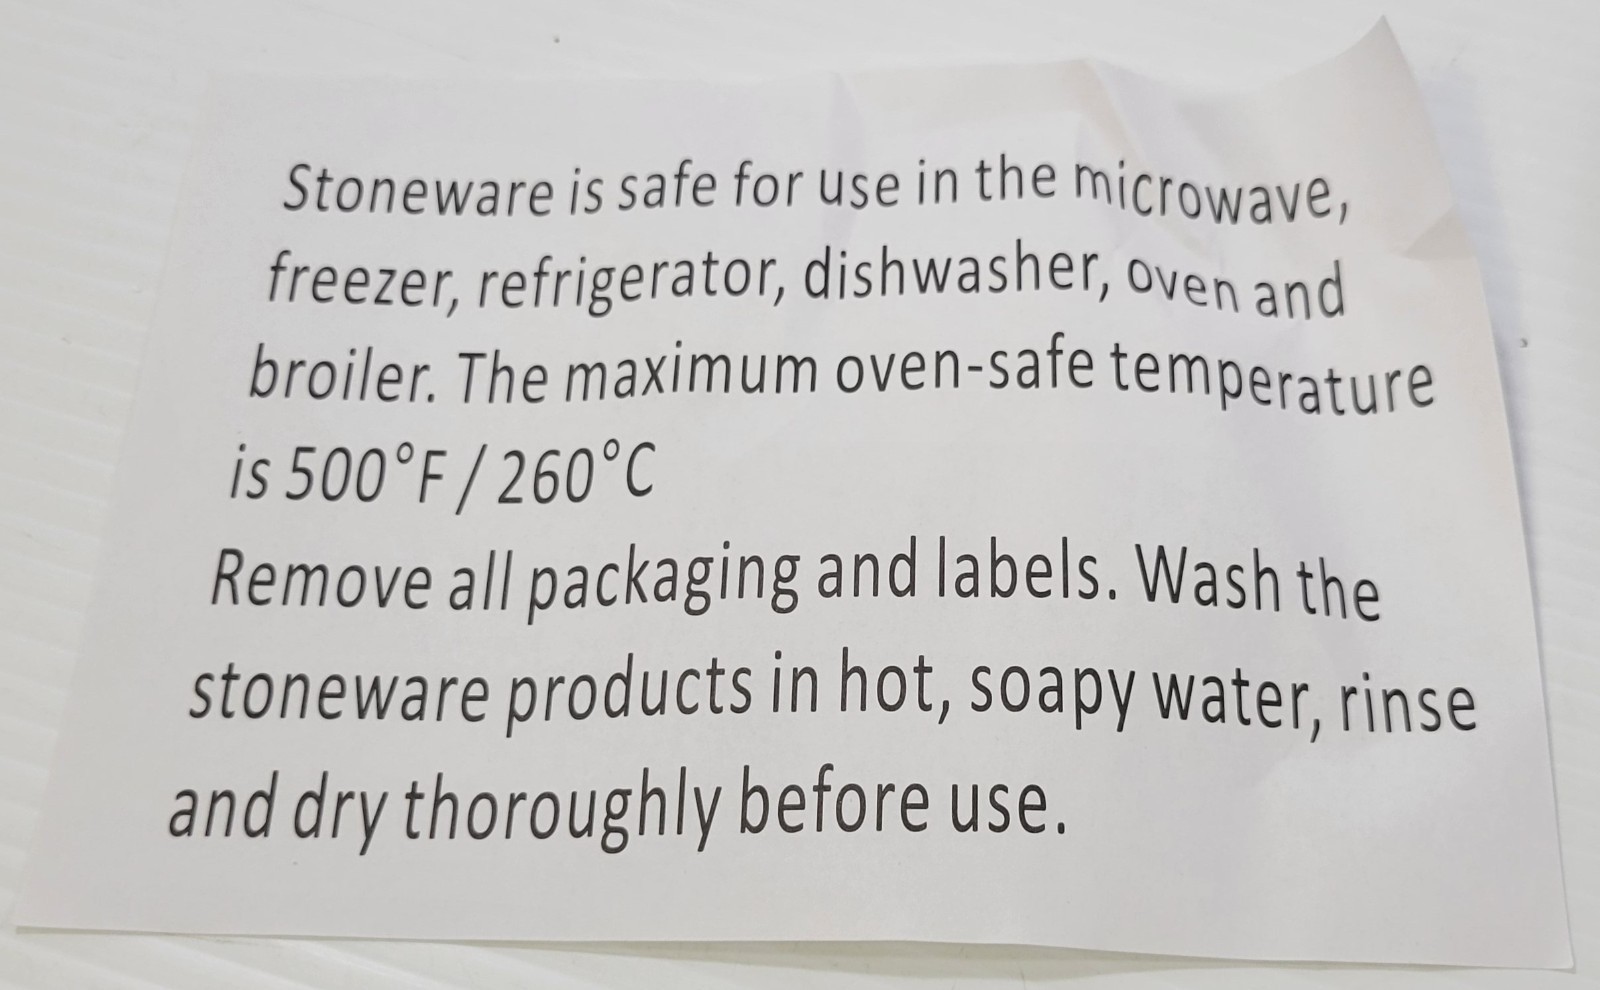 Stoneware is safe for use in the microwave,
freezer, refrigerator, dishwasher, oven and
broiler. The maximum oven-safe temperature
is 500°F / 260°C
Remove all packaging and labels. Wash the
stoneware products in hot, soapy water, rinse
and dry thoroughly before use.